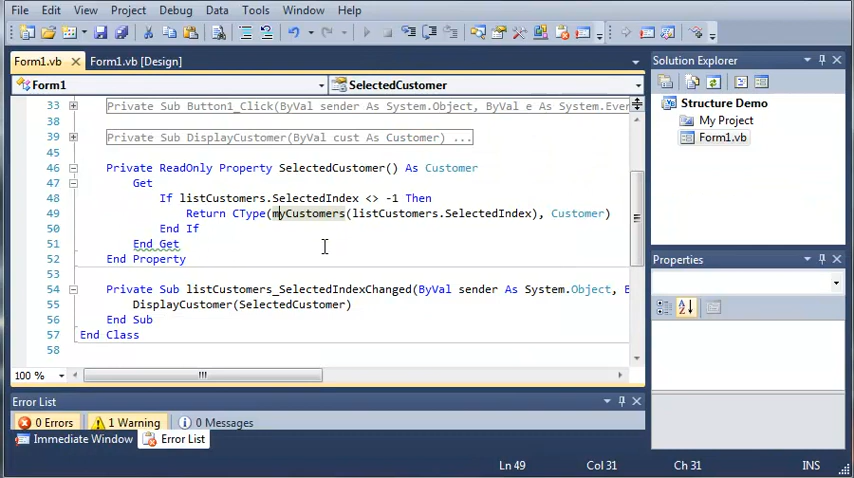 File Edit View Project Debug Data Tools Window Help
Form1.vb Form1.vb [Design]
Form1 SelectedCustomer
33 Private Sub Button1_Click(ByVal sender As System.Object, ByVal e As System.Even
38
39 Private Sub DisplayCustomer(ByVal cust As Customer) ...
45
46 Private ReadOnly Property SelectedCustomer() As Customer
47 Get
48 If listCustomers.SelectedIndex <> -1 Then
49 Return CType(myCustomers(listCustomers.SelectedIndex), Customer)
50 End If
51 End Get
52 End Property
53
54 Private Sub listCustomers_SelectedIndexChanged(ByVal sender As System.Object, B
55 DisplayCustomer(SelectedCustomer)
56 End Sub
57 End Class
58
100 %
Solution Explorer
Structure Demo
My Project
Form1.vb
Properties
Error List
0 Errors 1 Warning 0 Messages
Immediate Window Error List
Ln 49 Col 31 Ch 31 INS